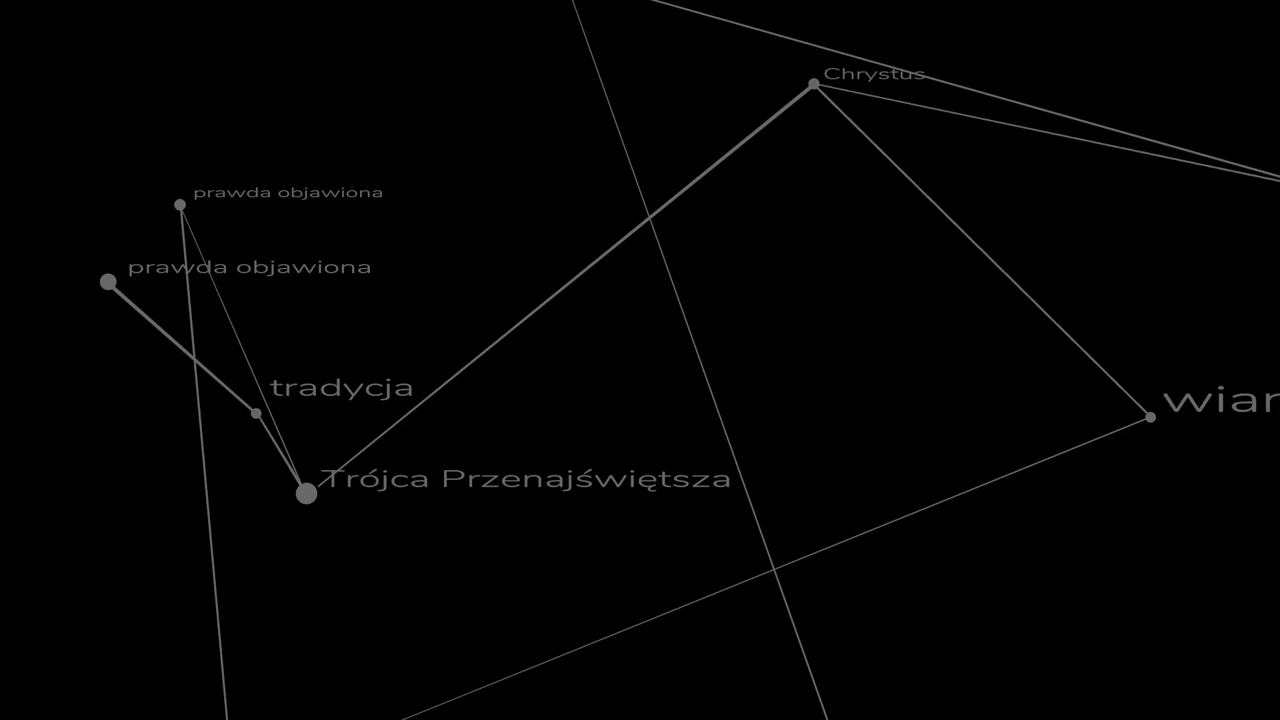 Chrystus
prawda objawiona
prawda objawiona
tradycja
Trójca Przenajświętsza